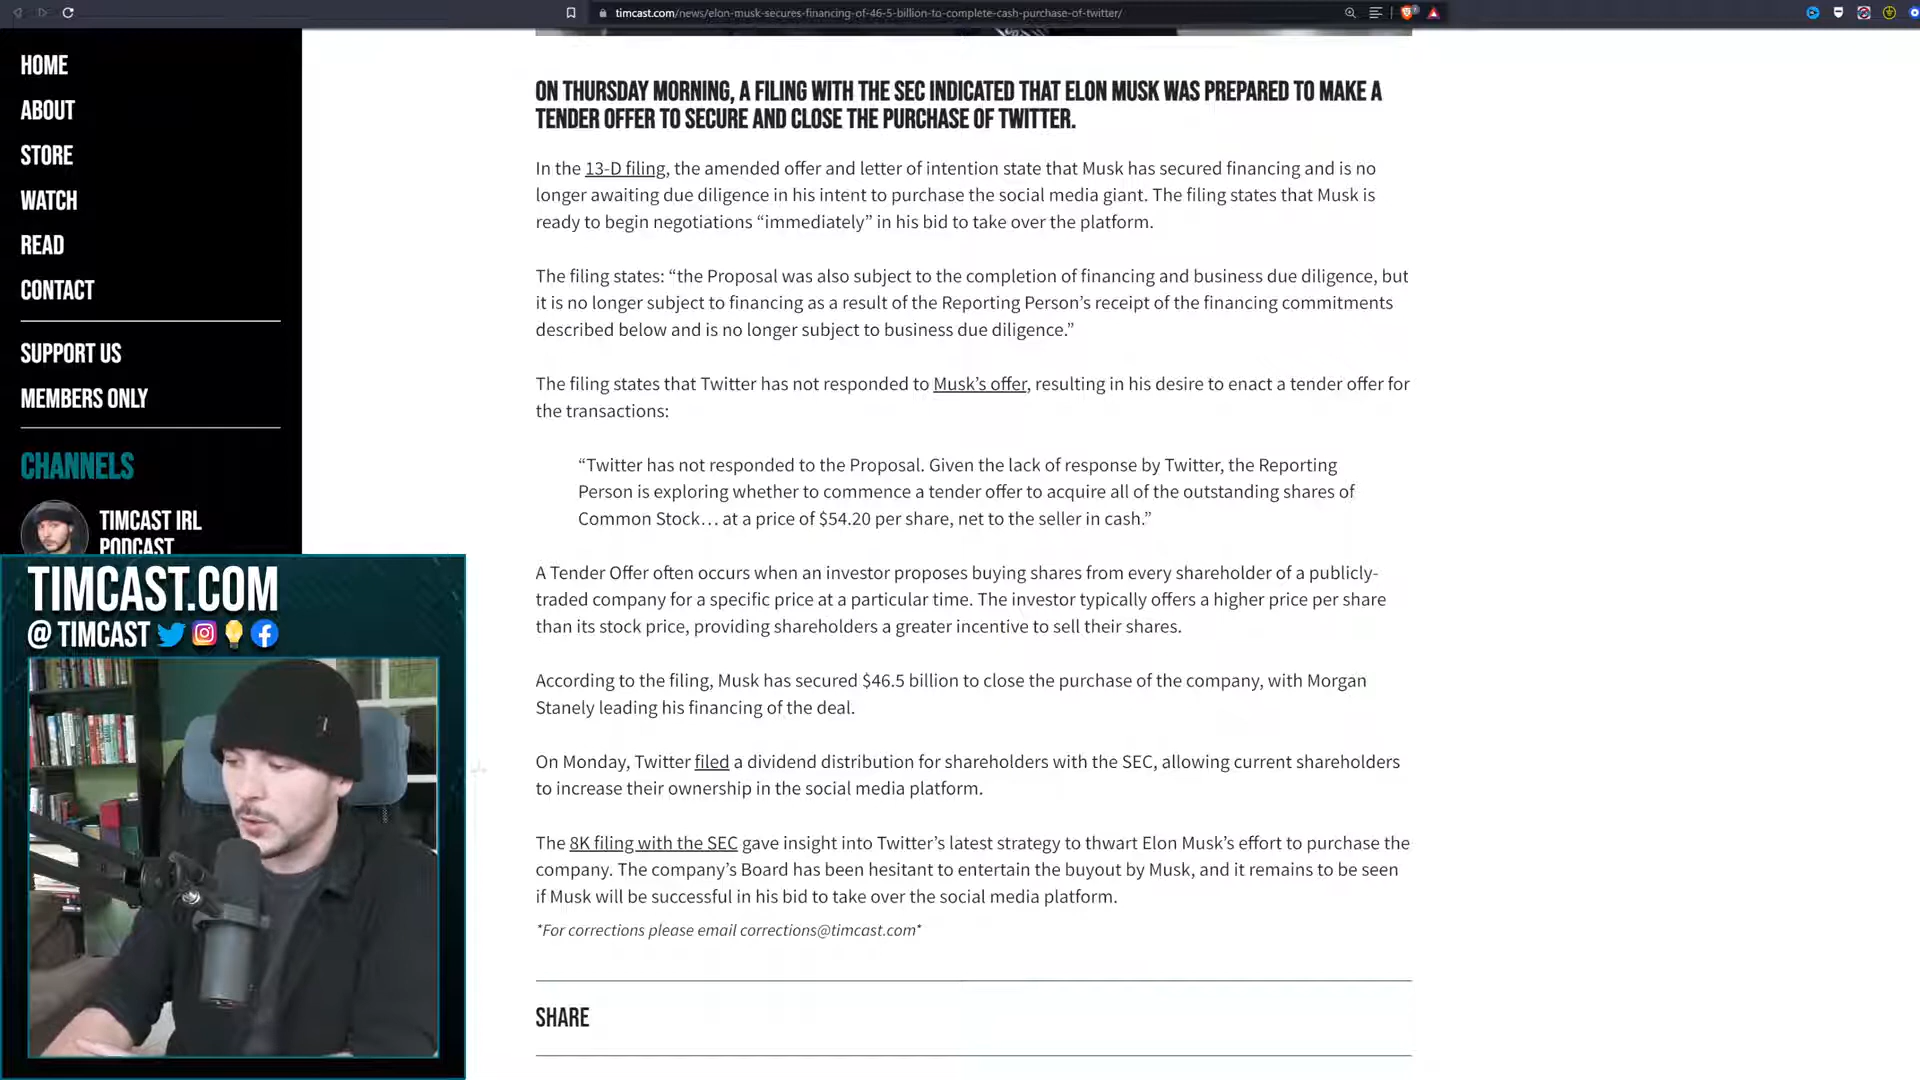 timcast.com/news/elon-musk-secures-financing-of-46-5-billion-to-complete-cash-purchase-of-twitter/
HOME
ABOUT
STORE
WATCH
READ
CONTACT
SUPPORT US
MEMBERS ONLY
CHANNELS
TIMCAST IRL
PODCAST
TIMCAST.COM
@ TIMCAST
ON THURSDAY MORNING, A FILING WITH THE SEC INDICATED THAT ELON MUSK WAS PREPARED TO MAKE A
TENDER OFFER TO SECURE AND CLOSE THE PURCHASE OF TWITTER.
In the 13-D filing, the amended offer and letter of intention state that Musk has secured financing and is no
longer awaiting due diligence in his intent to purchase the social media giant. The filing states that Musk is
ready to begin negotiations “immediately” in his bid to take over the platform.
The filing states: “the Proposal was also subject to the completion of financing and business due diligence, but
it is no longer subject to financing as a result of the Reporting Person’s receipt of the financing commitments
described below and is no longer subject to business due diligence.”
The filing states that Twitter has not responded to Musk’s offer, resulting in his desire to enact a tender offer for
the transactions:
“Twitter has not responded to the Proposal. Given the lack of response by Twitter, the Reporting
Person is exploring whether to commence a tender offer to acquire all of the outstanding shares of
Common Stock… at a price of $54.20 per share, net to the seller in cash.”
A Tender Offer often occurs when an investor proposes buying shares from every shareholder of a publicly-
traded company for a specific price at a particular time. The investor typically offers a higher price per share
than its stock price, providing shareholders a greater incentive to sell their shares.
According to the filing, Musk has secured $46.5 billion to close the purchase of the company, with Morgan
Stanely leading his financing of the deal.
On Monday, Twitter filed a dividend distribution for shareholders with the SEC, allowing current shareholders
to increase their ownership in the social media platform.
The 8K filing with the SEC gave insight into Twitter’s latest strategy to thwart Elon Musk’s effort to purchase the
company. The company’s Board has been hesitant to entertain the buyout by Musk, and it remains to be seen
if Musk will be successful in his bid to take over the social media platform.
*For corrections please email corrections@timcast.com*
SHARE